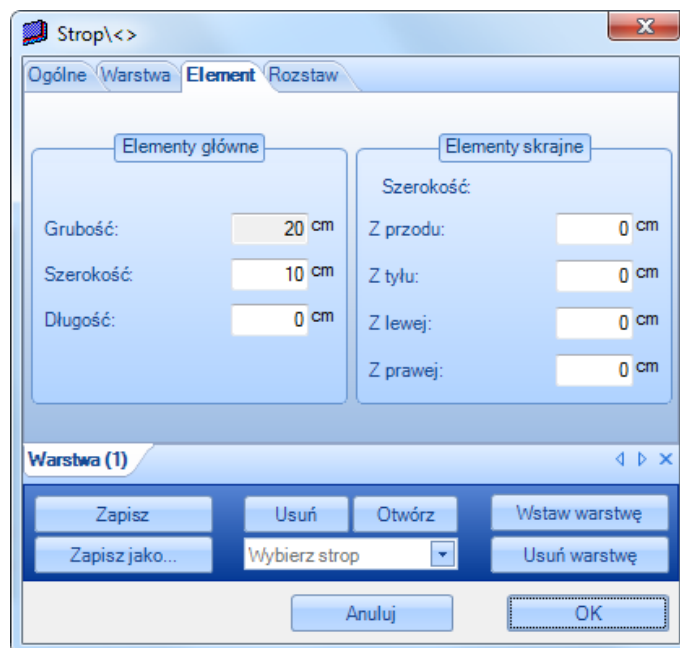 Strop\<>
Ogólne Warstwa Element Rozstaw
Elementy główne
Grubość: 20 cm
Szerokość: 10 cm
Długość: 0 cm
Elementy skrajne
Szerokość:
Z przodu: 0 cm
Z tyłu: 0 cm
Z lewej: 0 cm
Z prawej: 0 cm
Warstwa (1)
Zapisz Usuń Otwórz Wstaw warstwę
Zapisz jako... Wybierz strop Usuń warstwę
Anuluj OK